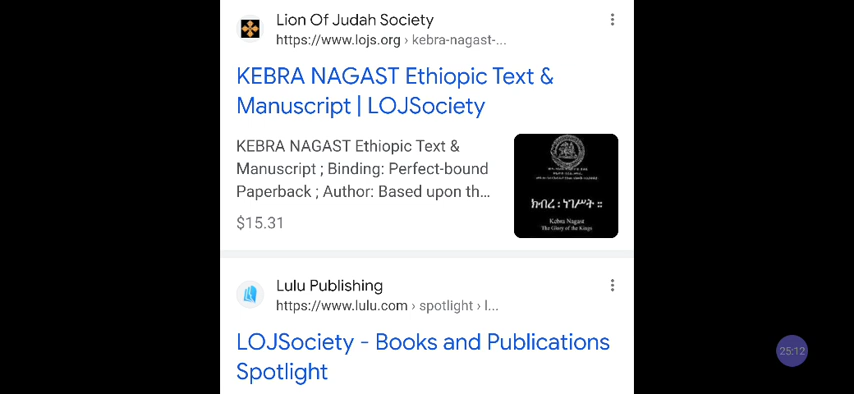 Lion Of Judah Society
https://www.lojs.org › kebra-nagast-...
KEBRA NAGAST Ethiopic Text &
Manuscript | LOJSociety
KEBRA NAGAST Ethiopic Text &
Manuscript ; Binding: Perfect-bound
Paperback ; Author: Based upon th...
$15.31
ክብረ ፡ ነገሥት ።
Kebra Nagast
The Glory of the Kings
Lulu Publishing
https://www.lulu.com › spotlight › l...
LOJSociety - Books and Publications
Spotlight
25:12